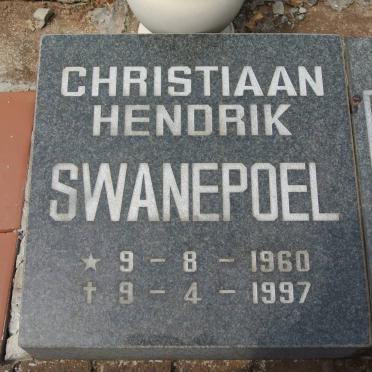 CHRISTIAAN
HENDRIK
SWANEPOEL
★ 9 - 8 - 1960
✝ 9 - 4 - 1997